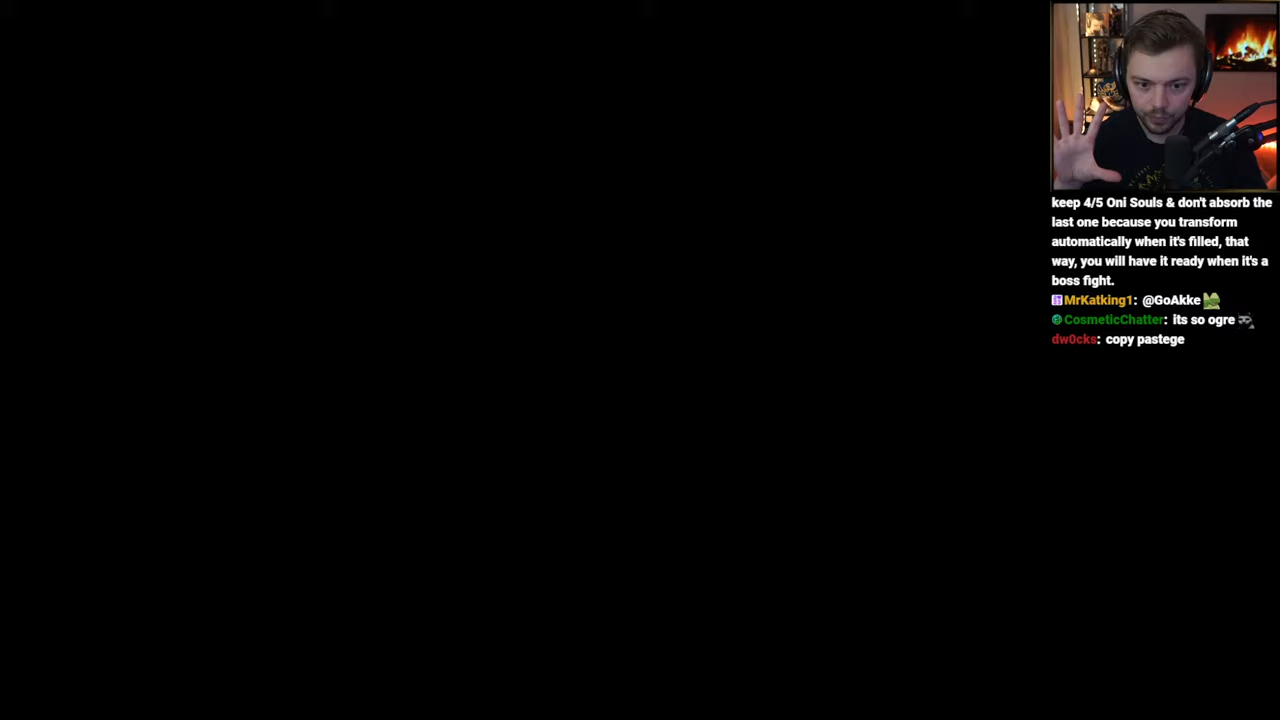 keep 4/5 Oni Souls & don't absorb the
last one because you transform
automatically when it's filled, that
way, you will have it ready when it's a
boss fight.
MrKatking1: @GoAkke
CosmeticChatter: its so ogre
dw0cks: copy pastege